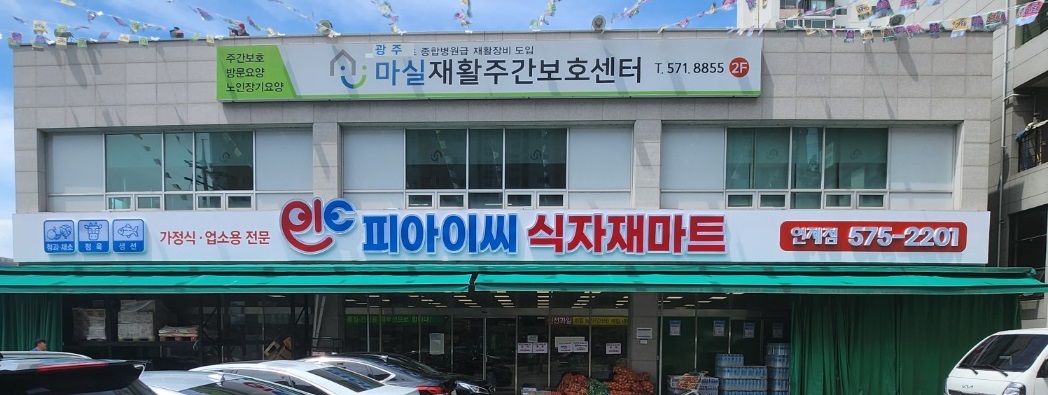 주간보호
방문요양
노인장기요양
광주 종합병원급 재활장비 도입
마실재활주간보호센터 T. 571. 8855 2F
청과·채소 정육 생선
가정식·업소용 전문
피아이씨 식자재마트
연제점 575-2201